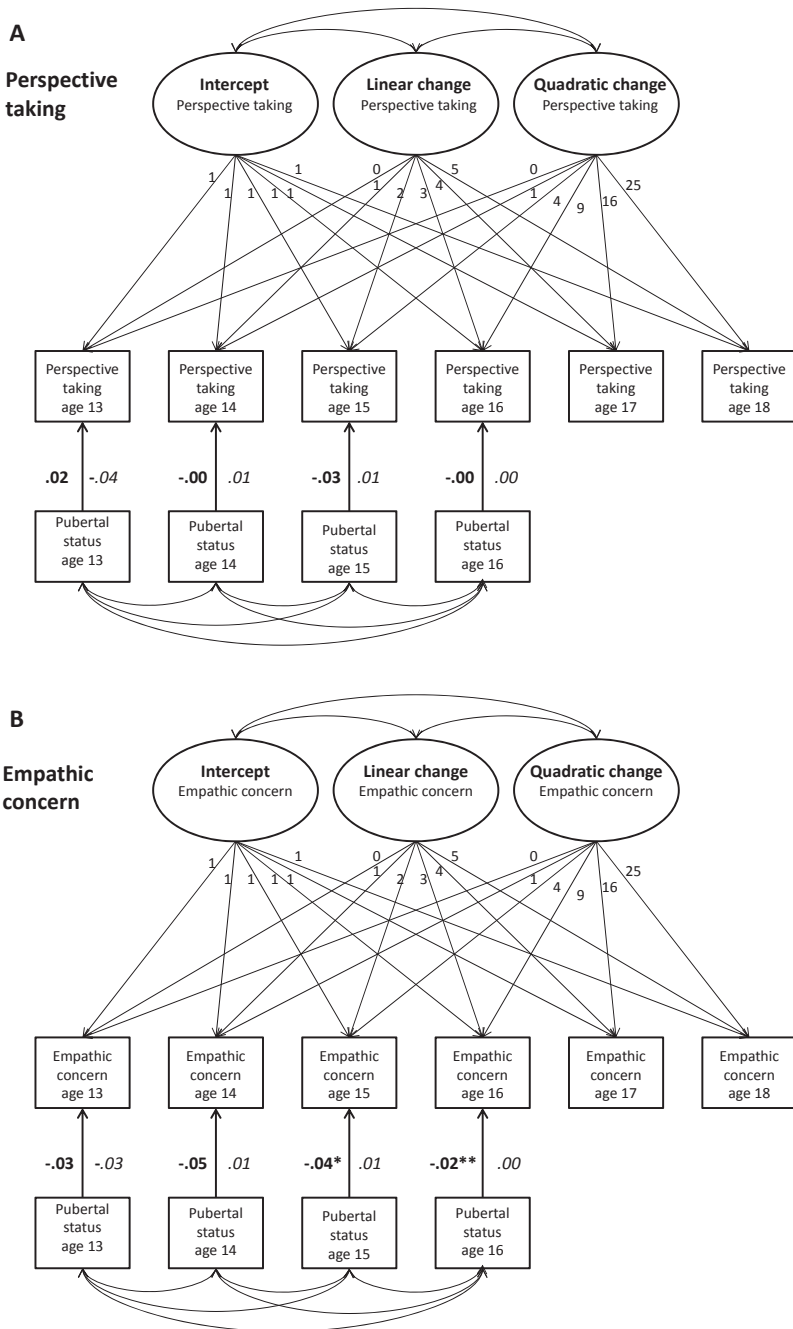 A
Perspective
taking
Intercept
Perspective taking
Linear change
Perspective taking
Quadratic change
Perspective taking
1 1 1 1 1 1
0 1 2 3 4 5
0 1 4 9 16 25
Perspective
taking
age 13
Perspective
taking
age 14
Perspective
taking
age 15
Perspective
taking
age 16
Perspective
taking
age 17
Perspective
taking
age 18
.02 -.04
-.00 .01
-.03 .01
-.00 .00
Pubertal
status
age 13
Pubertal
status
age 14
Pubertal
status
age 15
Pubertal
status
age 16
B
Empathic
concern
Intercept
Empathic concern
Linear change
Empathic concern
Quadratic change
Empathic concern
1 1 1 1 1 1
0 1 2 3 4 5
0 1 4 9 16 25
Empathic
concern
age 13
Empathic
concern
age 14
Empathic
concern
age 15
Empathic
concern
age 16
Empathic
concern
age 17
Empathic
concern
age 18
-.03 -.03
-.05 .01
-.04* .01
-.02** .00
Pubertal
status
age 13
Pubertal
status
age 14
Pubertal
status
age 15
Pubertal
status
age 16